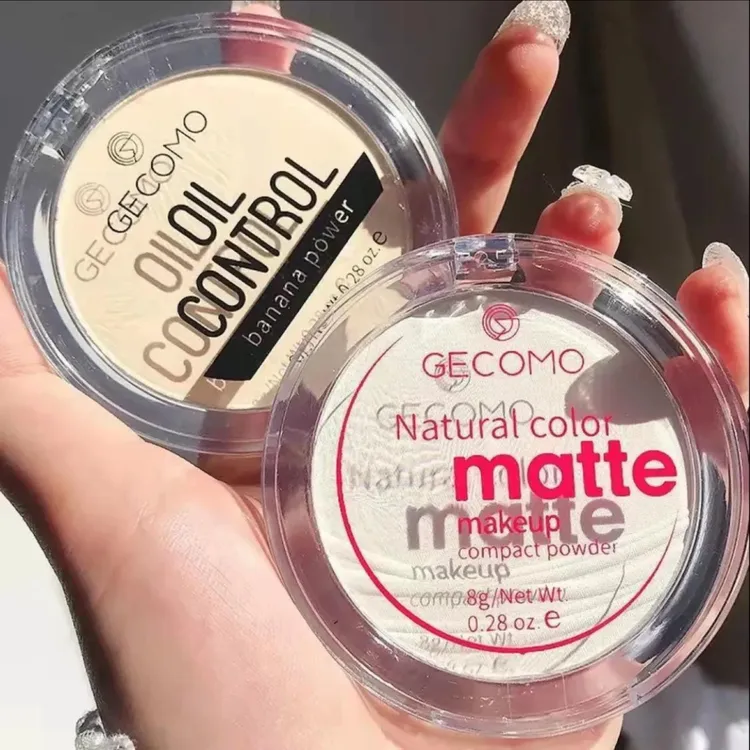 GECOMO
OIL
CONTROL
banana power
0.28 oz. e
GECOMO
Natural color
matte
makeup
compact powder
8g/Net Wt
0.28 oz. e